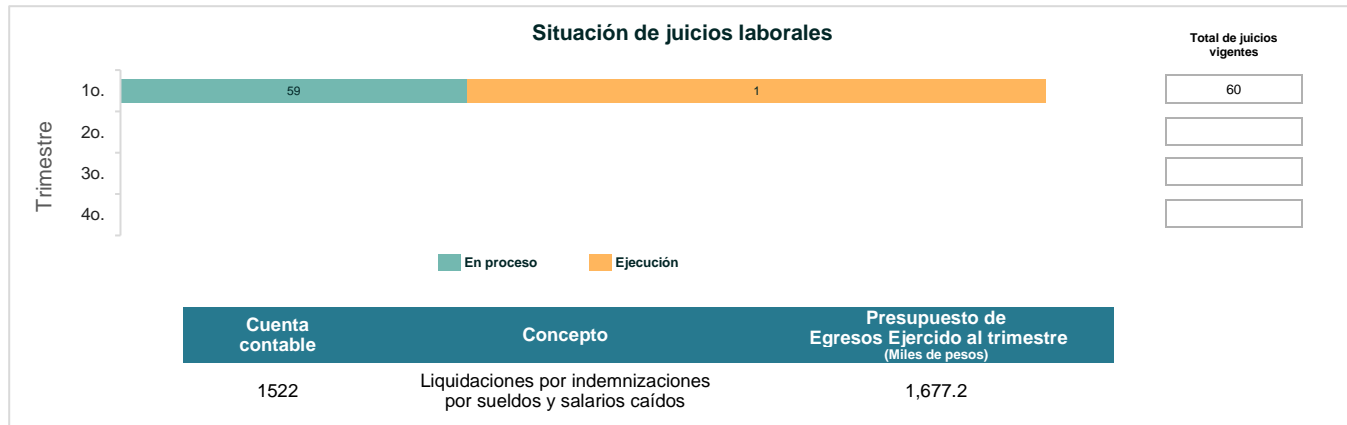 Situación de juicios laborales
Total de juicios
vigentes
Trimestre
1o.
59
1
60
2o.
3o.
4o.
En proceso
Ejecución
Cuenta
contable
Concepto
Presupuesto de
Egresos Ejercido al trimestre
(Miles de pesos)
1522
Liquidaciones por indemnizaciones
por sueldos y salarios caídos
1,677.2